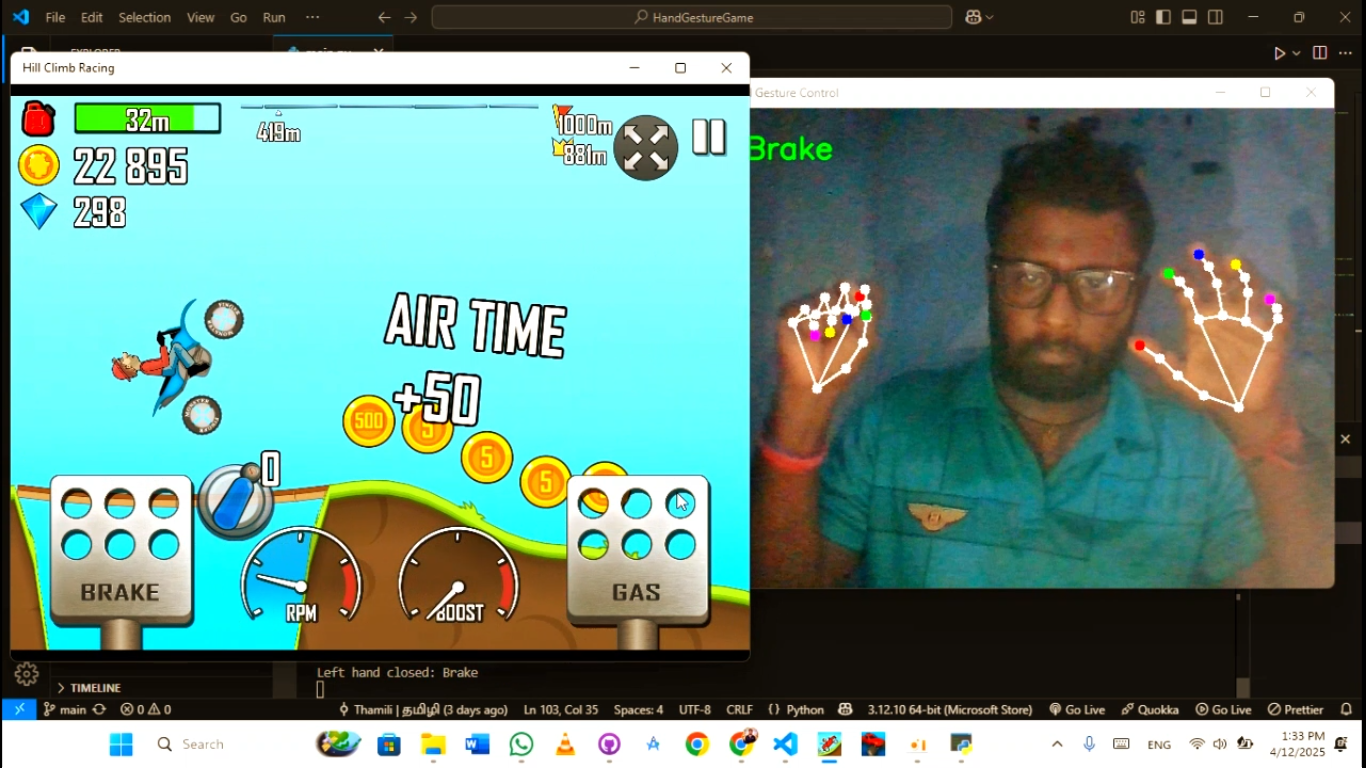 File Edit Selection View Go Run ···
HandGestureGame
Hill Climb Racing
Gesture Control
32m
22 895
298
419m
1000m
881m
Brake
AIR TIME
+50
500
5
5
5
0
BRAKE
RPM
BOOST
GAS
Left hand closed: Brake
TIMELINE
main
0 0
Thamili | தமிழி (3 days ago)
Ln 103, Col 35
Spaces: 4
UTF-8
CRLF
{ } Python
3.12.10 64-bit (Microsoft Store)
Go Live
Quokka
Go Live
Prettier
Search
ENG
1:33 PM
4/12/2025